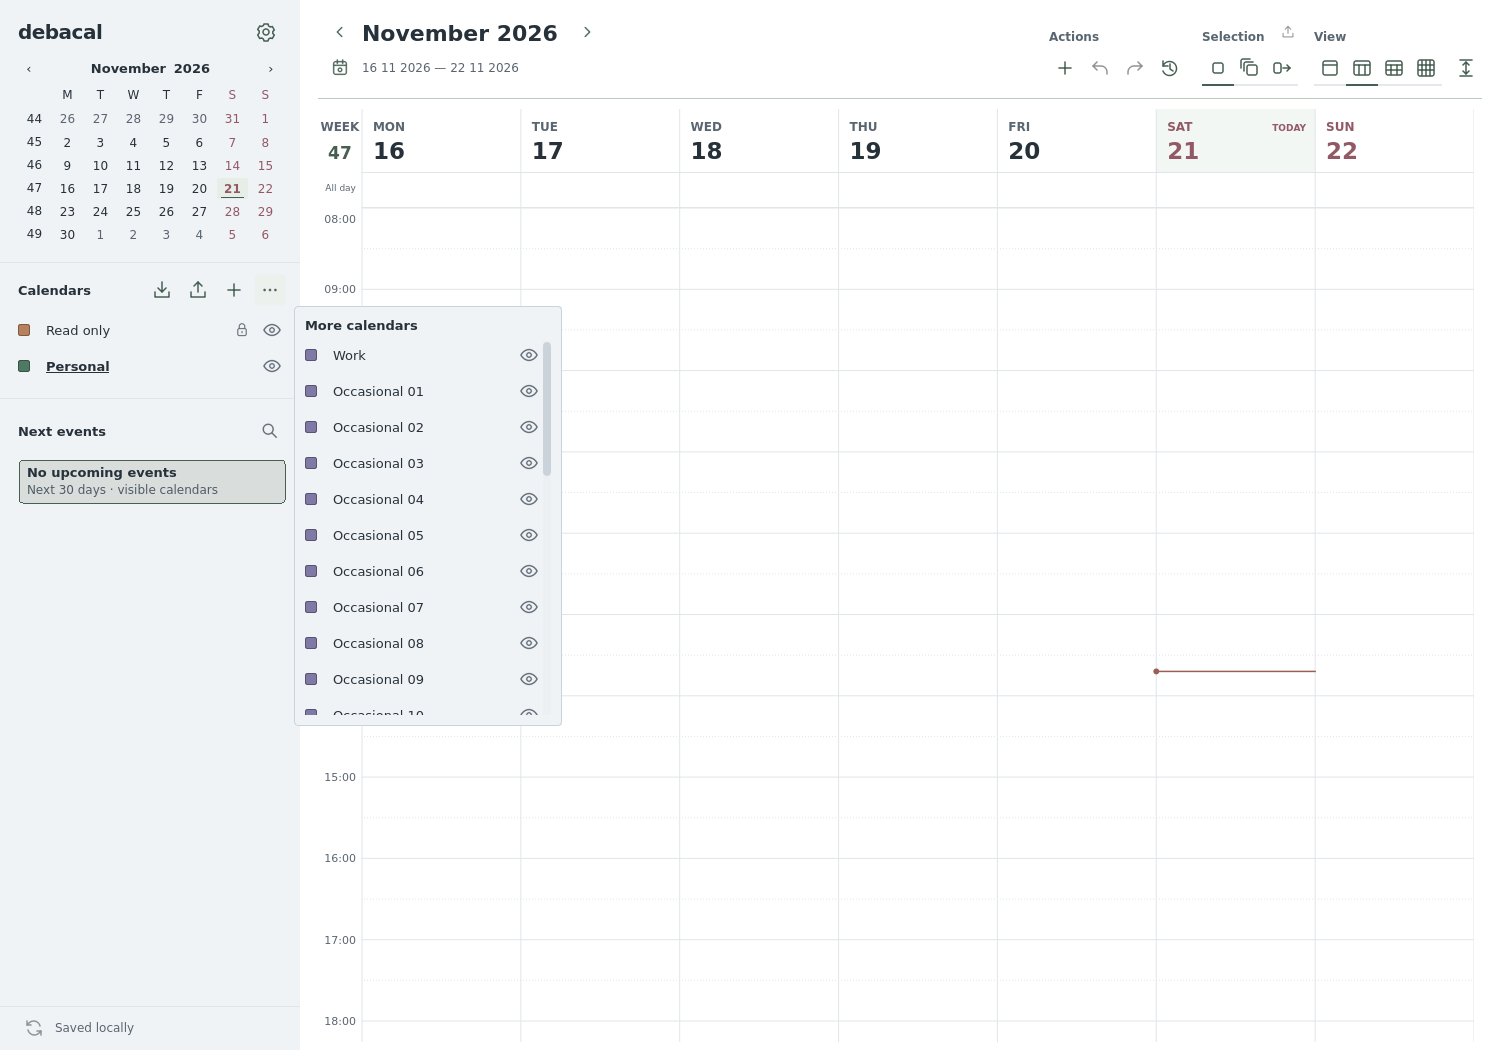 debacal
‹ November 2026 ›
M T W T F S S
44 26 27 28 29 30 31 1
45 2 3 4 5 6 7 8
46 9 10 11 12 13 14 15
47 16 17 18 19 20 21 22
48 23 24 25 26 27 28 29
49 30 1 2 3 4 5 6
Calendars
Read only
Personal
Next events
No upcoming events
Next 30 days · visible calendars
Saved locally
November 2026
16 11 2026 — 22 11 2026
Actions
Selection
View
WEEK
47
MON
16
TUE
17
WED
18
THU
19
FRI
20
SAT
TODAY
21
SUN
22
All day
08:00
09:00
More calendars
Work
Occasional 01
Occasional 02
Occasional 03
Occasional 04
Occasional 05
Occasional 06
Occasional 07
Occasional 08
Occasional 09
Occasional 10
15:00
16:00
17:00
18:00